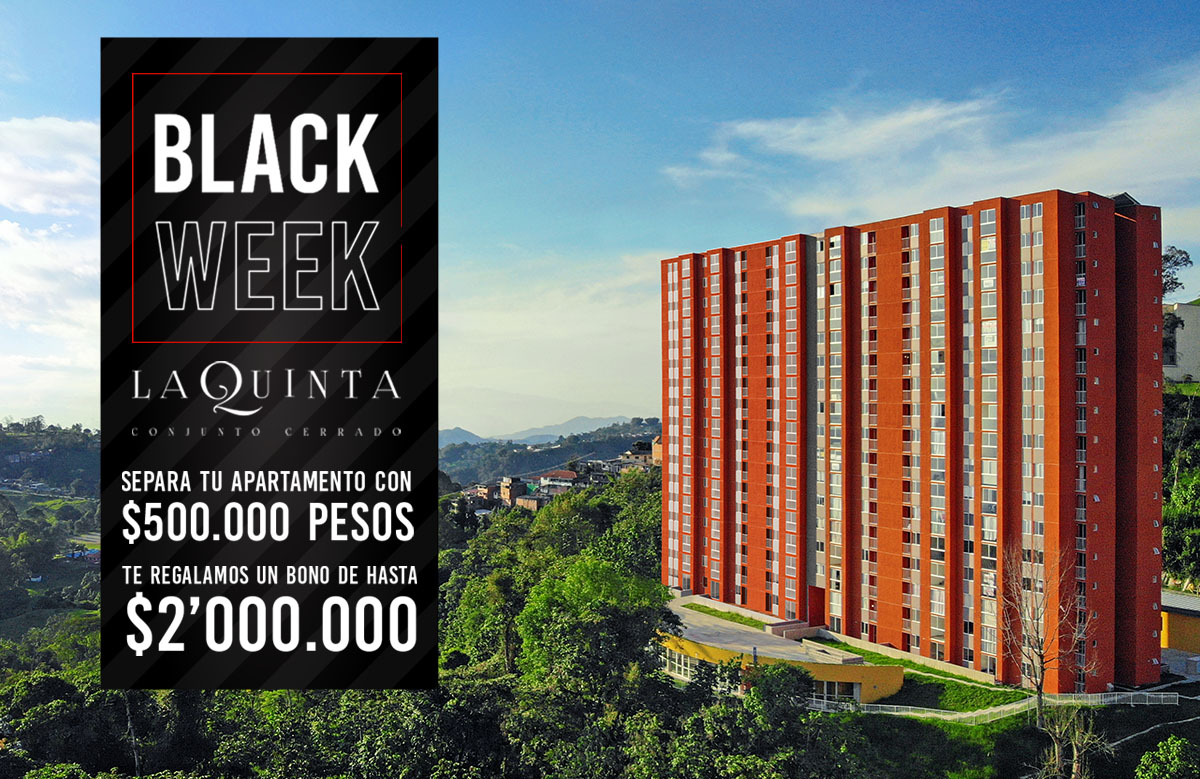 BLACK
WEEK
LAQUINTA
CONJUNTO CERRADO
SEPARA TU APARTAMENTO CON
$500.000 PESOS
TE REGALAMOS UN BONO DE HASTA
$2’000.000